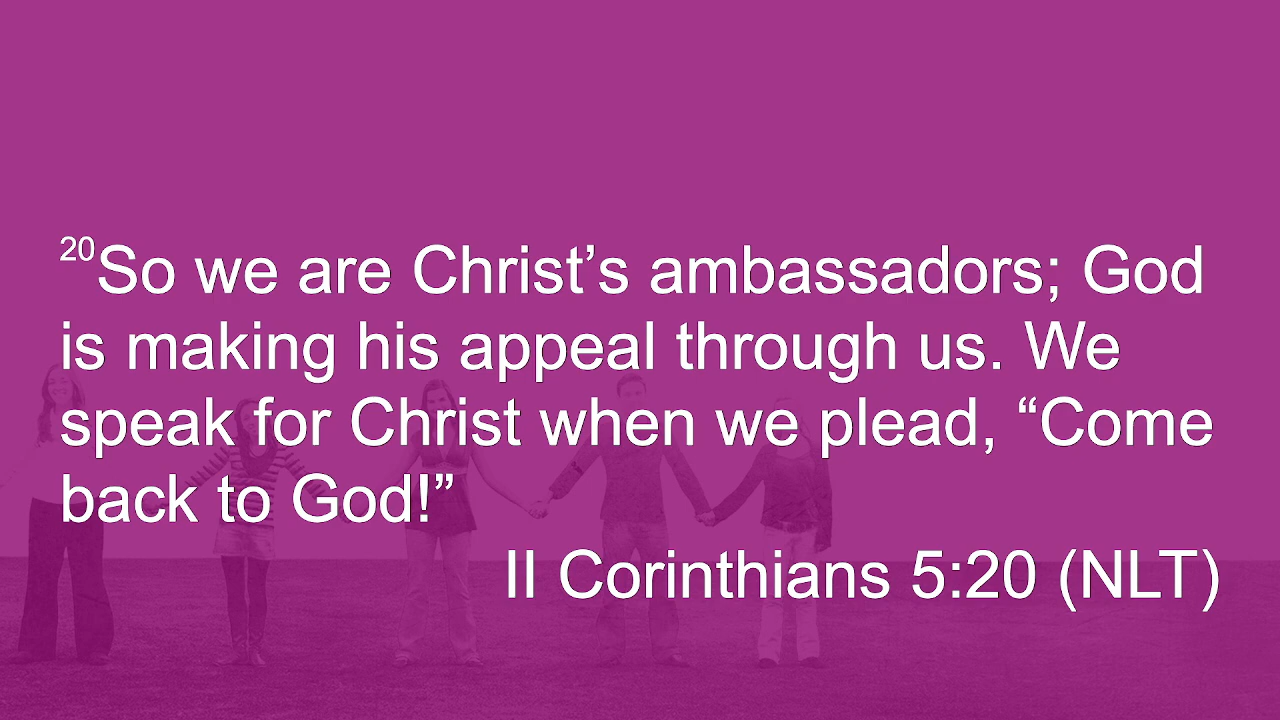 20So we are Christ’s ambassadors; God
is making his appeal through us. We
speak for Christ when we plead, “Come
back to God!”
II Corinthians 5:20 (NLT)